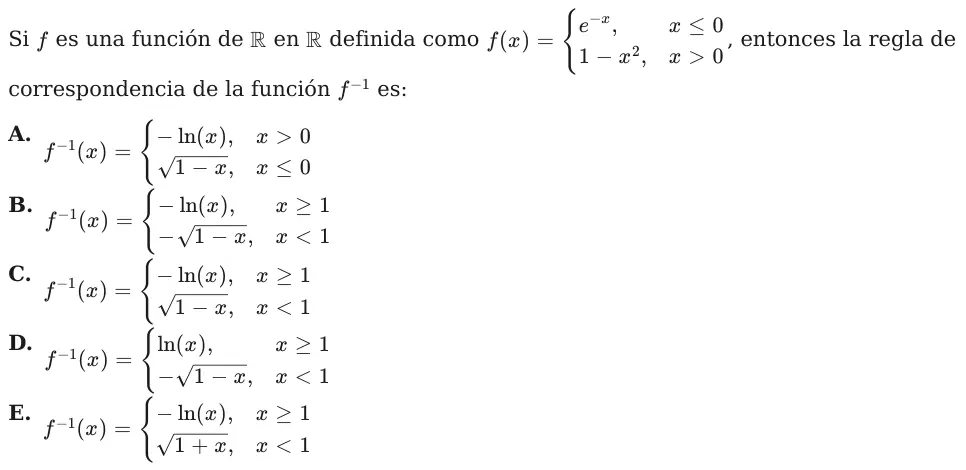 Si f es una función de ℝ en ℝ definida como f(x) = { e^{-x}, x ≤ 0; 1 − x², x > 0, entonces la regla de
correspondencia de la función f⁻¹ es:
A. f⁻¹(x) = { − ln(x), x > 0; √(1 − x), x ≤ 0
B. f⁻¹(x) = { − ln(x), x ≥ 1; −√(1 − x), x < 1
C. f⁻¹(x) = { − ln(x), x ≥ 1; √(1 − x), x < 1
D. f⁻¹(x) = { ln(x), x ≥ 1; −√(1 − x), x < 1
E. f⁻¹(x) = { − ln(x), x ≥ 1; √(1 + x), x < 1